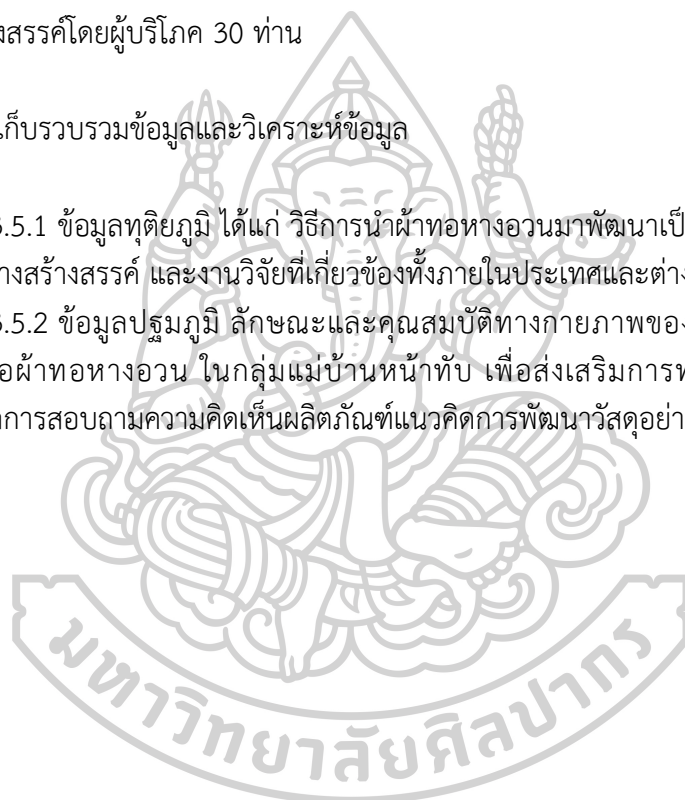 งสรรค์โดยผู้บริโภค 30 ท่าน
เก็บรวบรวมข้อมูลและวิเคราะห์ข้อมูล
.5.1 ข้อมูลทุติยภูมิ ได้แก่ วิธีการนำผ้าทอหางอวนมาพัฒนาเป็
างสร้างสรรค์ และงานวิจัยที่เกี่ยวข้องทั้งภายในประเทศและต่าง
.5.2 ข้อมูลปฐมภูมิ ลักษณะและคุณสมบัติทางกายภาพของ
อผ้าทอหางอวน ในกลุ่มแม่บ้านหน้าทับ เพื่อส่งเสริมการท
การสอบถามความคิดเห็นผลิตภัณฑ์แนวคิดการพัฒนาวัสดุอย่า
มหาวิทยาลัยศิลปากร